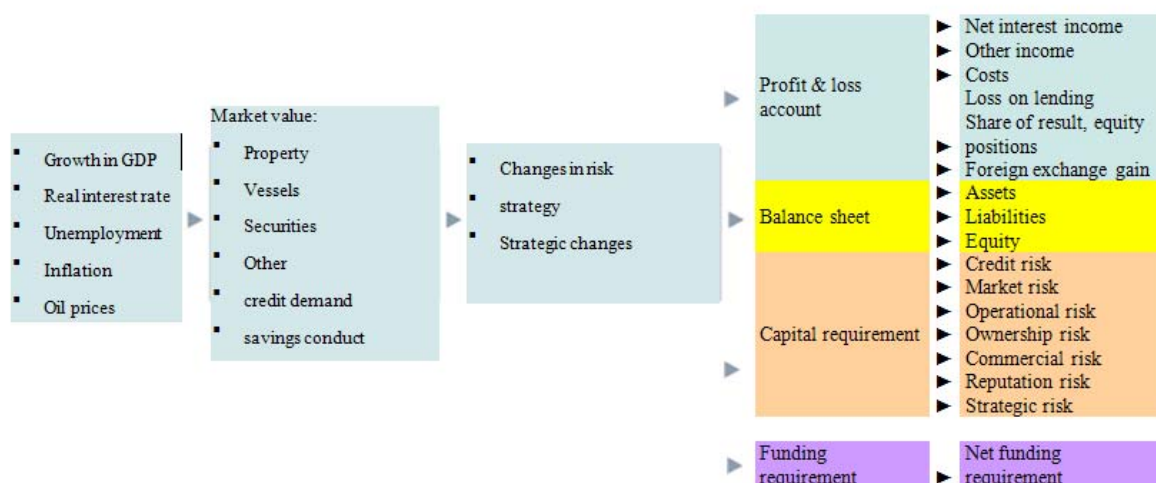 Growth in GDP
Real interest rate
Unemployment
Inflation
Oil prices
Market value:
Property
Vessels
Securities
Other
credit demand
savings conduct
Changes in risk
strategy
Strategic changes
Profit & loss
account
Net interest income
Other income
Costs
Loss on lending
Share of result, equity
positions
Foreign exchange gain
Balance sheet
Assets
Liabilities
Equity
Capital requirement
Credit risk
Market risk
Operational risk
Ownership risk
Commercial risk
Reputation risk
Strategic risk
Funding
requirement
Net funding
requirement